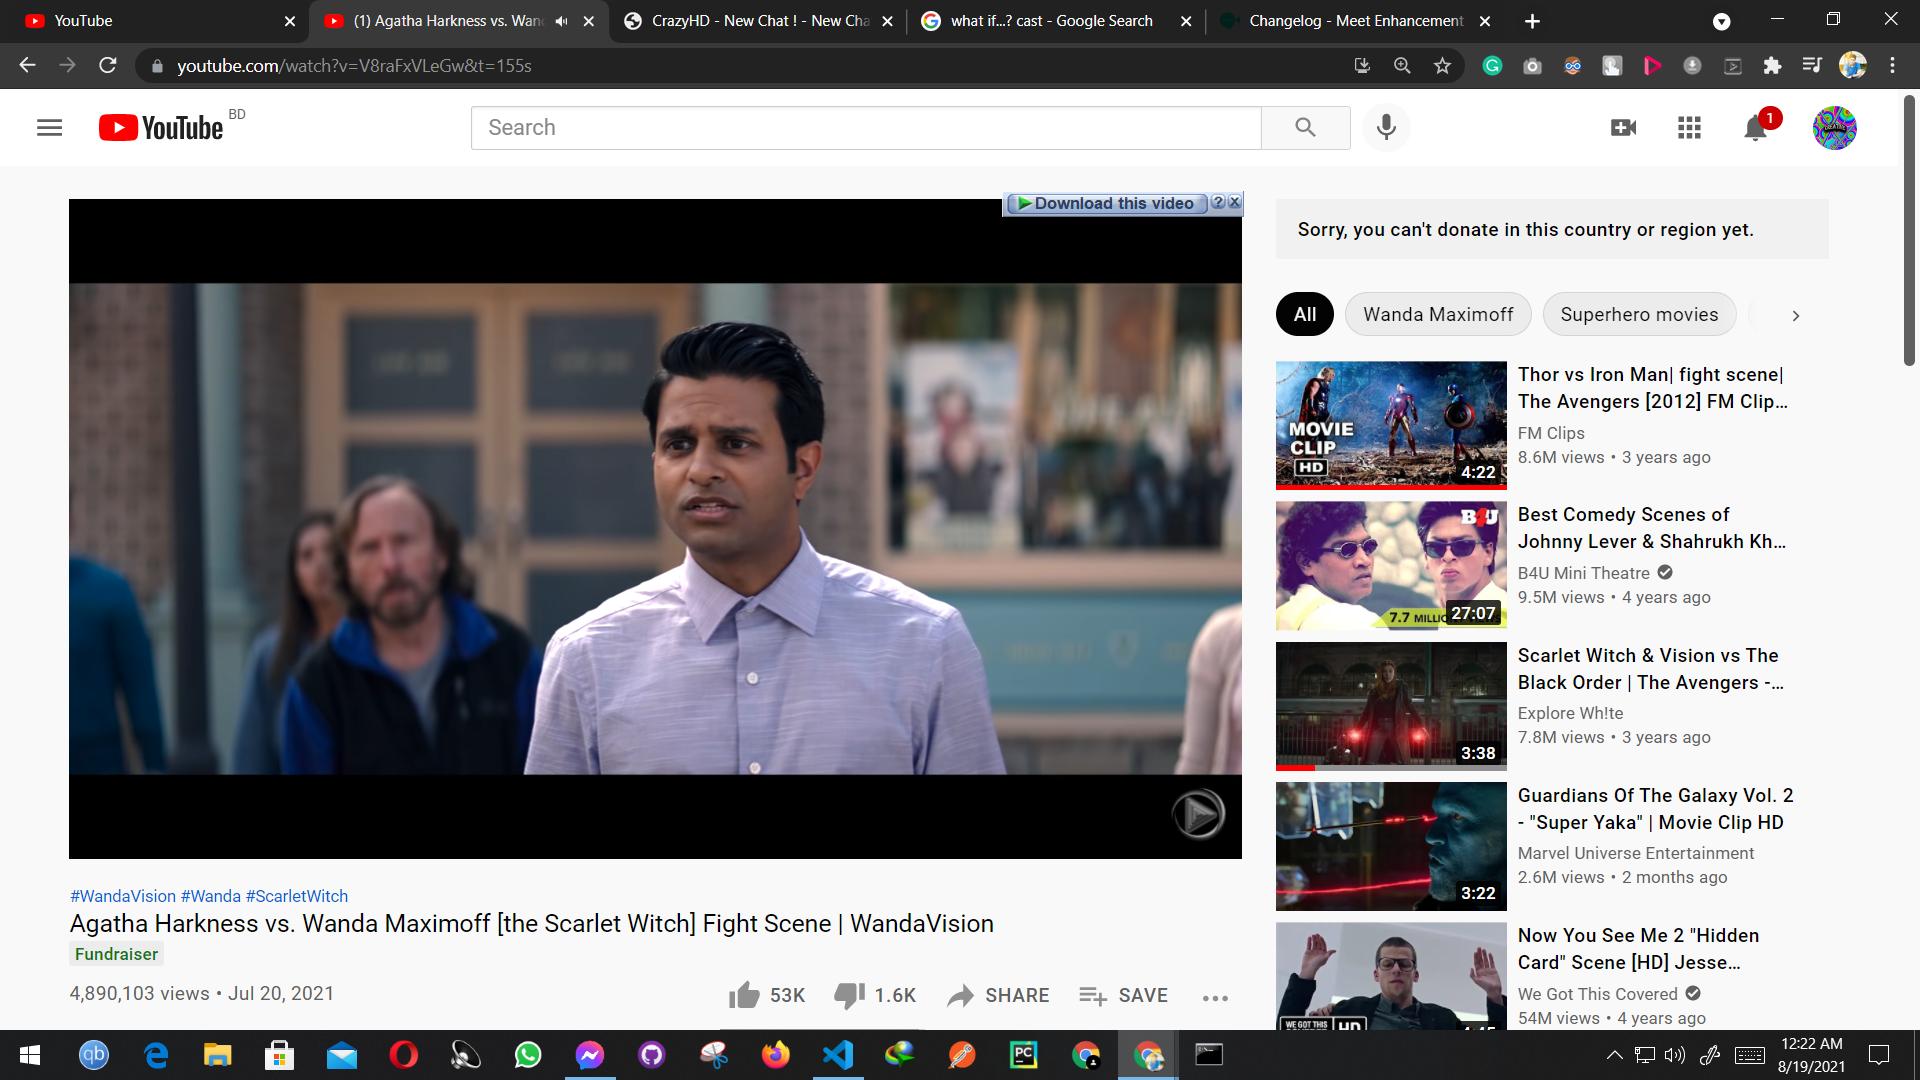 YouTube
(1) Agatha Harkness vs. Wan
CrazyHD - New Chat ! - New Cha
what if...? cast - Google Search
Changelog - Meet Enhancement
youtube.com/watch?v=V8raFxVLeGw&t=155s
YouTube BD
Search
1
Download this video ? x
Sorry, you can't donate in this country or region yet.
All
Wanda Maximoff
Superhero movies
MOVIE
CLIP
HD
4:22
Thor vs Iron Man| fight scene|
The Avengers [2012] FM Clip...
FM Clips
8.6M views • 3 years ago
B4U
7.7
27:07
Best Comedy Scenes of
Johnny Lever & Shahrukh Kh...
B4U Mini Theatre
9.5M views • 4 years ago
3:38
Scarlet Witch & Vision vs The
Black Order | The Avengers -...
Explore Wh!te
7.8M views • 3 years ago
3:22
Guardians Of The Galaxy Vol. 2
- "Super Yaka" | Movie Clip HD
Marvel Universe Entertainment
2.6M views • 2 months ago
WE GOT THIS
HD
Now You See Me 2 "Hidden
Card" Scene [HD] Jesse...
We Got This Covered
54M views • 4 years ago
#WandaVision #Wanda #ScarletWitch
Agatha Harkness vs. Wanda Maximoff [the Scarlet Witch] Fight Scene | WandaVision
Fundraiser
4,890,103 views • Jul 20, 2021
53K
1.6K
SHARE
SAVE
qb
PC
12:22 AM
8/19/2021